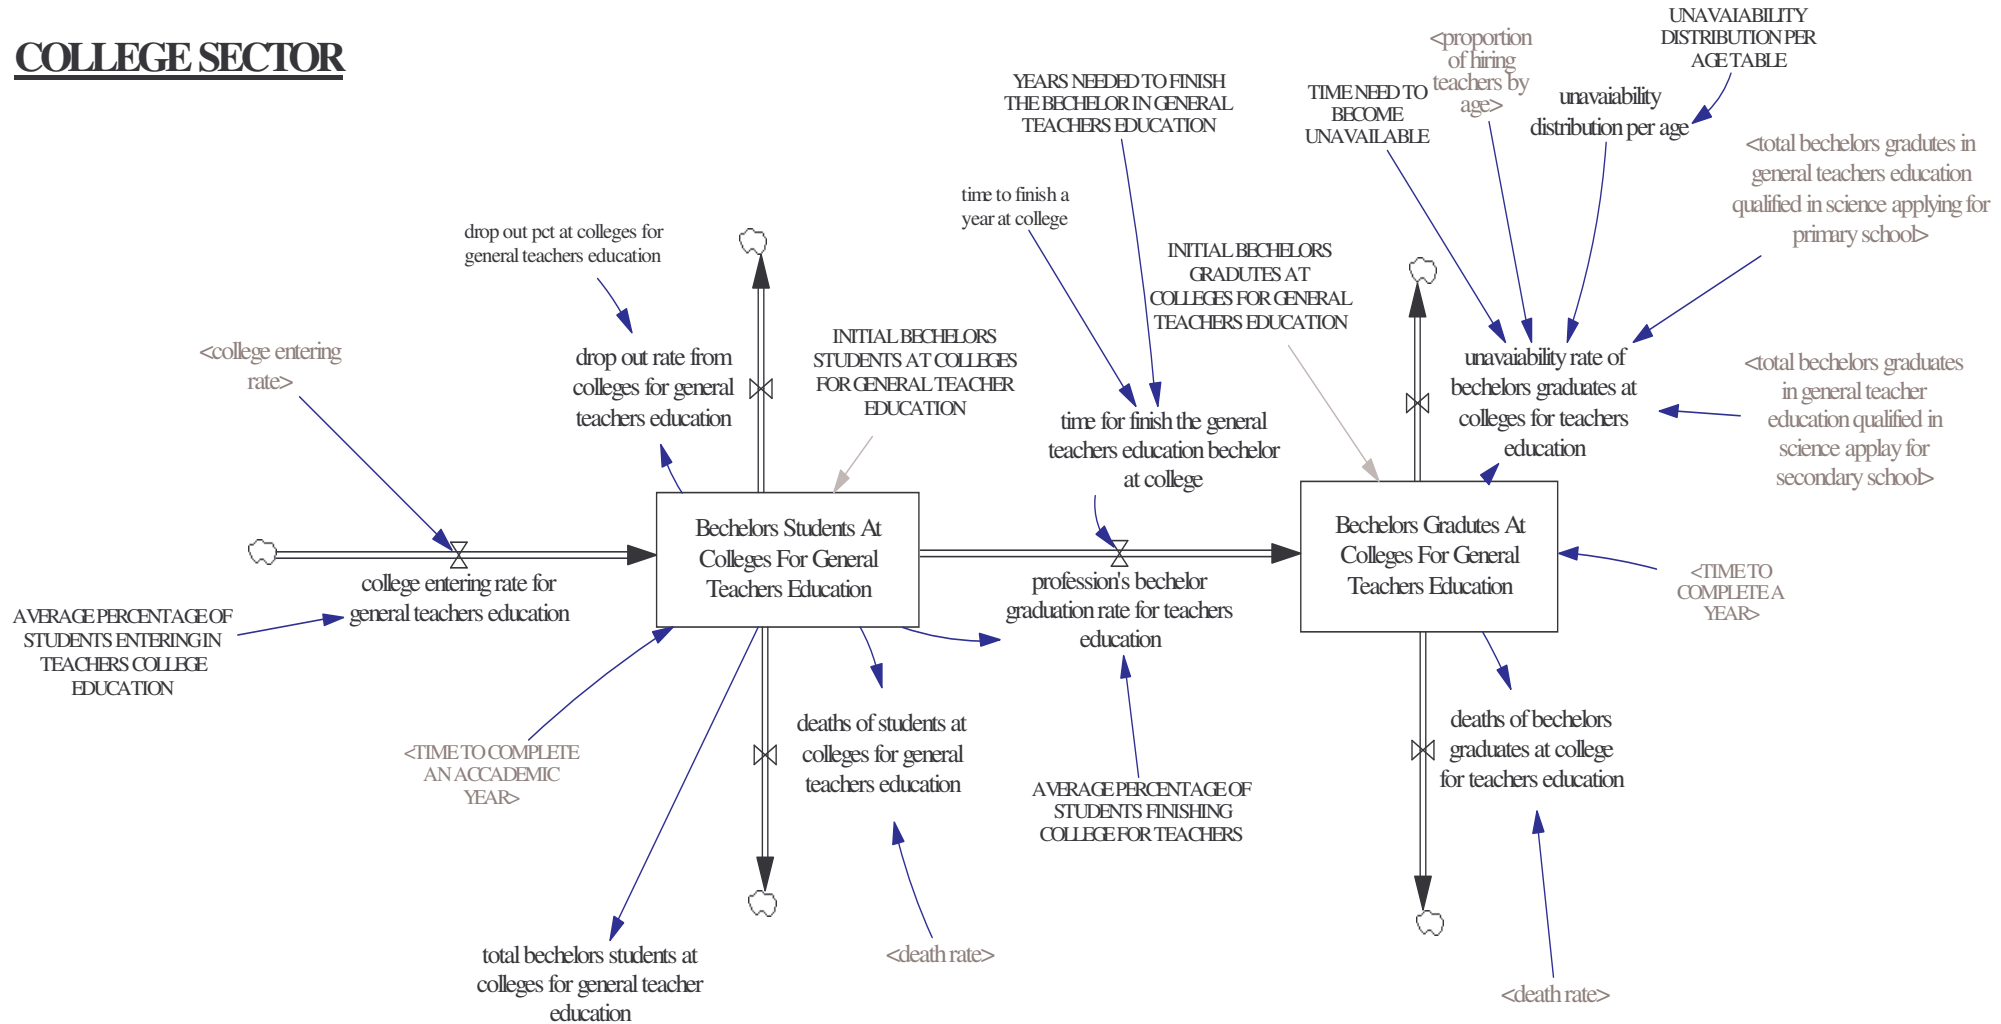 COLLEGE SECTOR
UNAVAIABILITY
DISTRIBUTION PER
AGE TABLE
<proportion
of hiring
teachers by
age>
YEARS NEEDED TO FINISH
THE BECHELOR IN GENERAL
TEACHERS EDUCATION
TIME NEED TO
BECOME
UNAVAILABLE
unavaiability
distribution per age
<total bechelors gradutes in
general teachers education
qualified in science applying for
primary school>
time to finish a
year at college
drop out pct at colleges for
general teachers education
INITIAL BECHELORS
GRADUTES AT
COLLEGES FOR GENERAL
TEACHERS EDUCATION
<college entering
rate>
drop out rate from
colleges for general
teachers education
INITIAL BECHELORS
STUDENTS AT COLLEGES
FOR GENERAL TEACHER
EDUCATION
unavaiability rate of
bechelors graduates at
colleges for teachers
education
<total bechelors graduates
in general teacher
education qualified in
science applay for
secondary school>
time for finish the general
teachers education bechelor
at college
Bechelors Students At
Colleges For General
Teachers Education
Bechelors Gradutes At
Colleges For General
Teachers Education
college entering rate for
general teachers education
profession's bechelor
graduation rate for teachers
education
<TIME TO
COMPLETE A
YEAR>
AVERAGE PERCENTAGE OF
STUDENTS ENTERING IN
TEACHERS COLLEGE
EDUCATION
<TIME TO COMPLETE
AN ACCADEMIC
YEAR>
deaths of students at
colleges for general
teachers education
deaths of bechelors
graduates at college
for teachers education
AVERAGE PERCENTAGE OF
STUDENTS FINISHING
COLLEGE FOR TEACHERS
total bechelors students at
colleges for general teacher
education
<death rate>
<death rate>